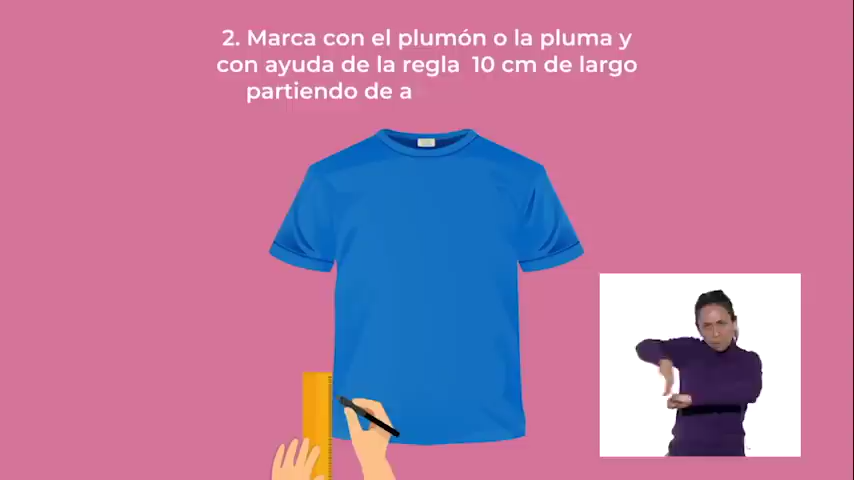 2. Marca con el plumón o la pluma y
con ayuda de la regla 10 cm de largo
partiendo de a